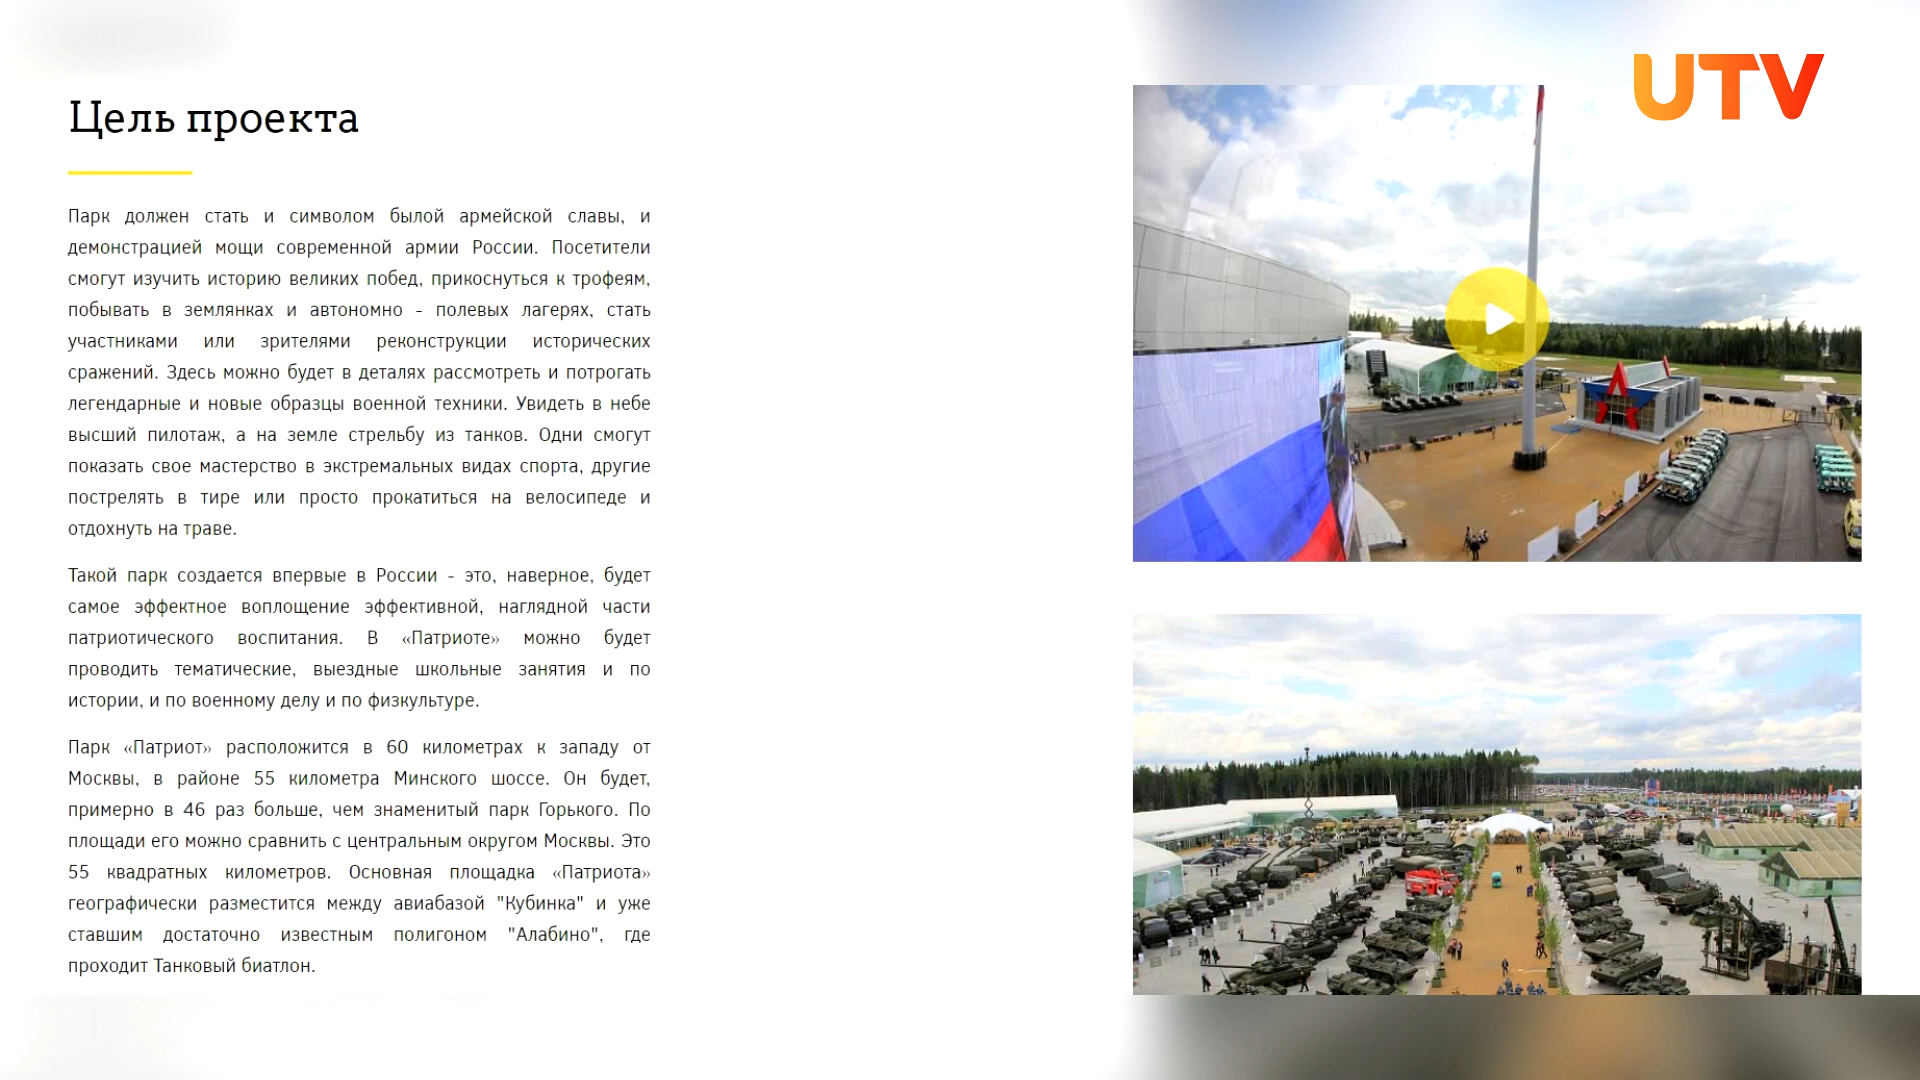 UTV
Цель проекта
Парк должен стать и символом былой армейской славы, и
демонстрацией мощи современной армии России. Посетители
смогут изучить историю великих побед, прикоснуться к трофеям,
побывать в землянках и автономно - полевых лагерях, стать
участниками или зрителями реконструкции исторических
сражений. Здесь можно будет в деталях рассмотреть и потрогать
легендарные и новые образцы военной техники. Увидеть в небе
высший пилотаж, а на земле стрельбу из танков. Одни смогут
показать свое мастерство в экстремальных видах спорта, другие
пострелять в тире или просто прокатиться на велосипеде и
отдохнуть на траве.
Такой парк создается впервые в России - это, наверное, будет
самое эффектное воплощение эффективной, наглядной части
патриотического воспитания. В «Патриоте» можно будет
проводить тематические, выездные школьные занятия и по
истории, и по военному делу и по физкультуре.
Парк «Патриот» расположится в 60 километрах к западу от
Москвы, в районе 55 километра Минского шоссе. Он будет,
примерно в 46 раз больше, чем знаменитый парк Горького. По
площади его можно сравнить с центральным округом Москвы. Это
55 квадратных километров. Основная площадка «Патриота»
географически разместится между авиабазой "Кубинка" и уже
ставшим достаточно известным полигоном "Алабино", где
проходит Танковый биатлон.